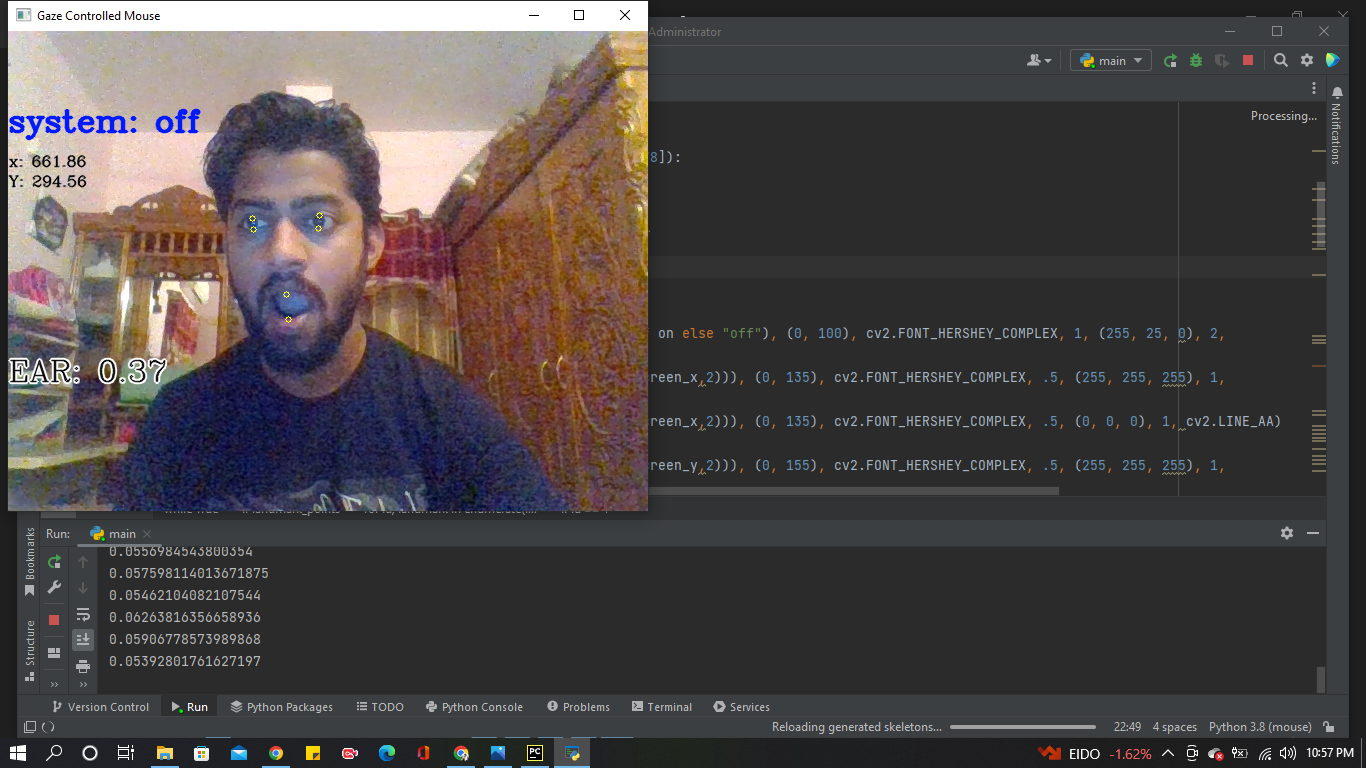 Gaze Controlled Mouse
Administrator
main
Processing...
Notifications
system: off
x: 661.86
Y: 294.56
EAR: 0.37
8]):
on else "off"), (0, 100), cv2.FONT_HERSHEY_COMPLEX, 1, (255, 25, 0), 2,
reen_x,2))), (0, 135), cv2.FONT_HERSHEY_COMPLEX, .5, (255, 255, 255), 1,
reen_x,2))), (0, 135), cv2.FONT_HERSHEY_COMPLEX, .5, (0, 0, 0), 1, cv2.LINE_AA)
reen_y,2))), (0, 155), cv2.FONT_HERSHEY_COMPLEX, .5, (255, 255, 255), 1,
Run: main
Bookmarks
Structure
0.0556984543800354
0.057598114013671875
0.05462104082107544
0.06263816356658936
0.05906778573989868
0.05392801761627197
Version Control Run Python Packages TODO Python Console Problems Terminal Services
Reloading generated skeletons... 22:49 4 spaces Python 3.8 (mouse)
EIDO -1.62% 10:57 PM